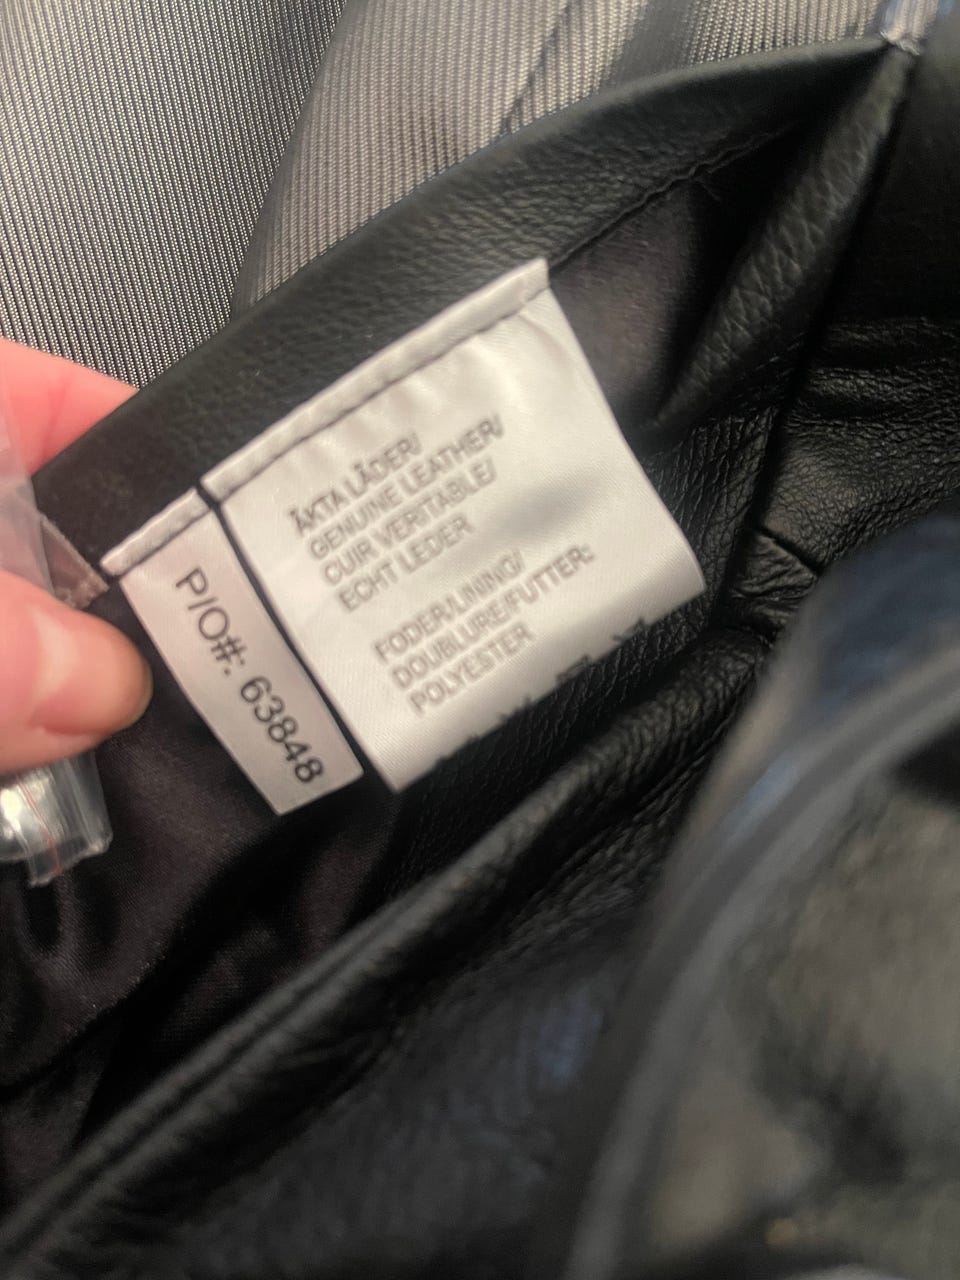 ÄKTA LÄDER/
GENUINE LEATHER/
CUIR VERITABLE/
ECHT LEDER
FODER/LINING/
DOUBLURE/FUTTER:
POLYESTER
P/O#: 63848